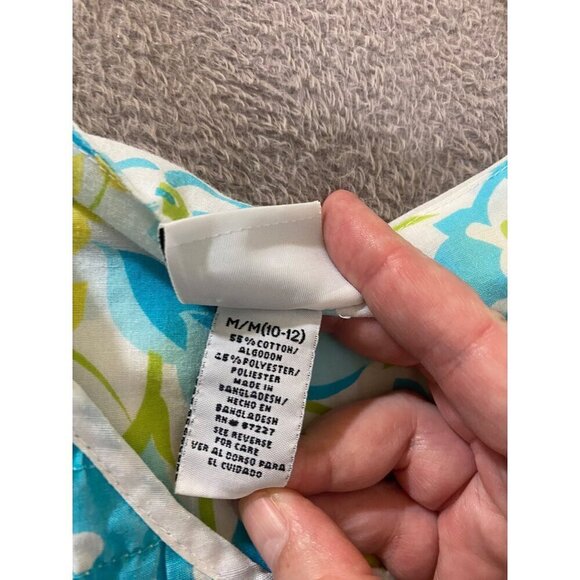 M/M(10-12)
55% COTTON/
ALGODON
45% POLYESTER/
POLIESTER
MADE IN
BANGLADESH/
HECHO EN
BANGLADESH
RN# 67227
SEE REVERSE
FOR CARE
VER AL DORSO PARA
EL CUIDADO